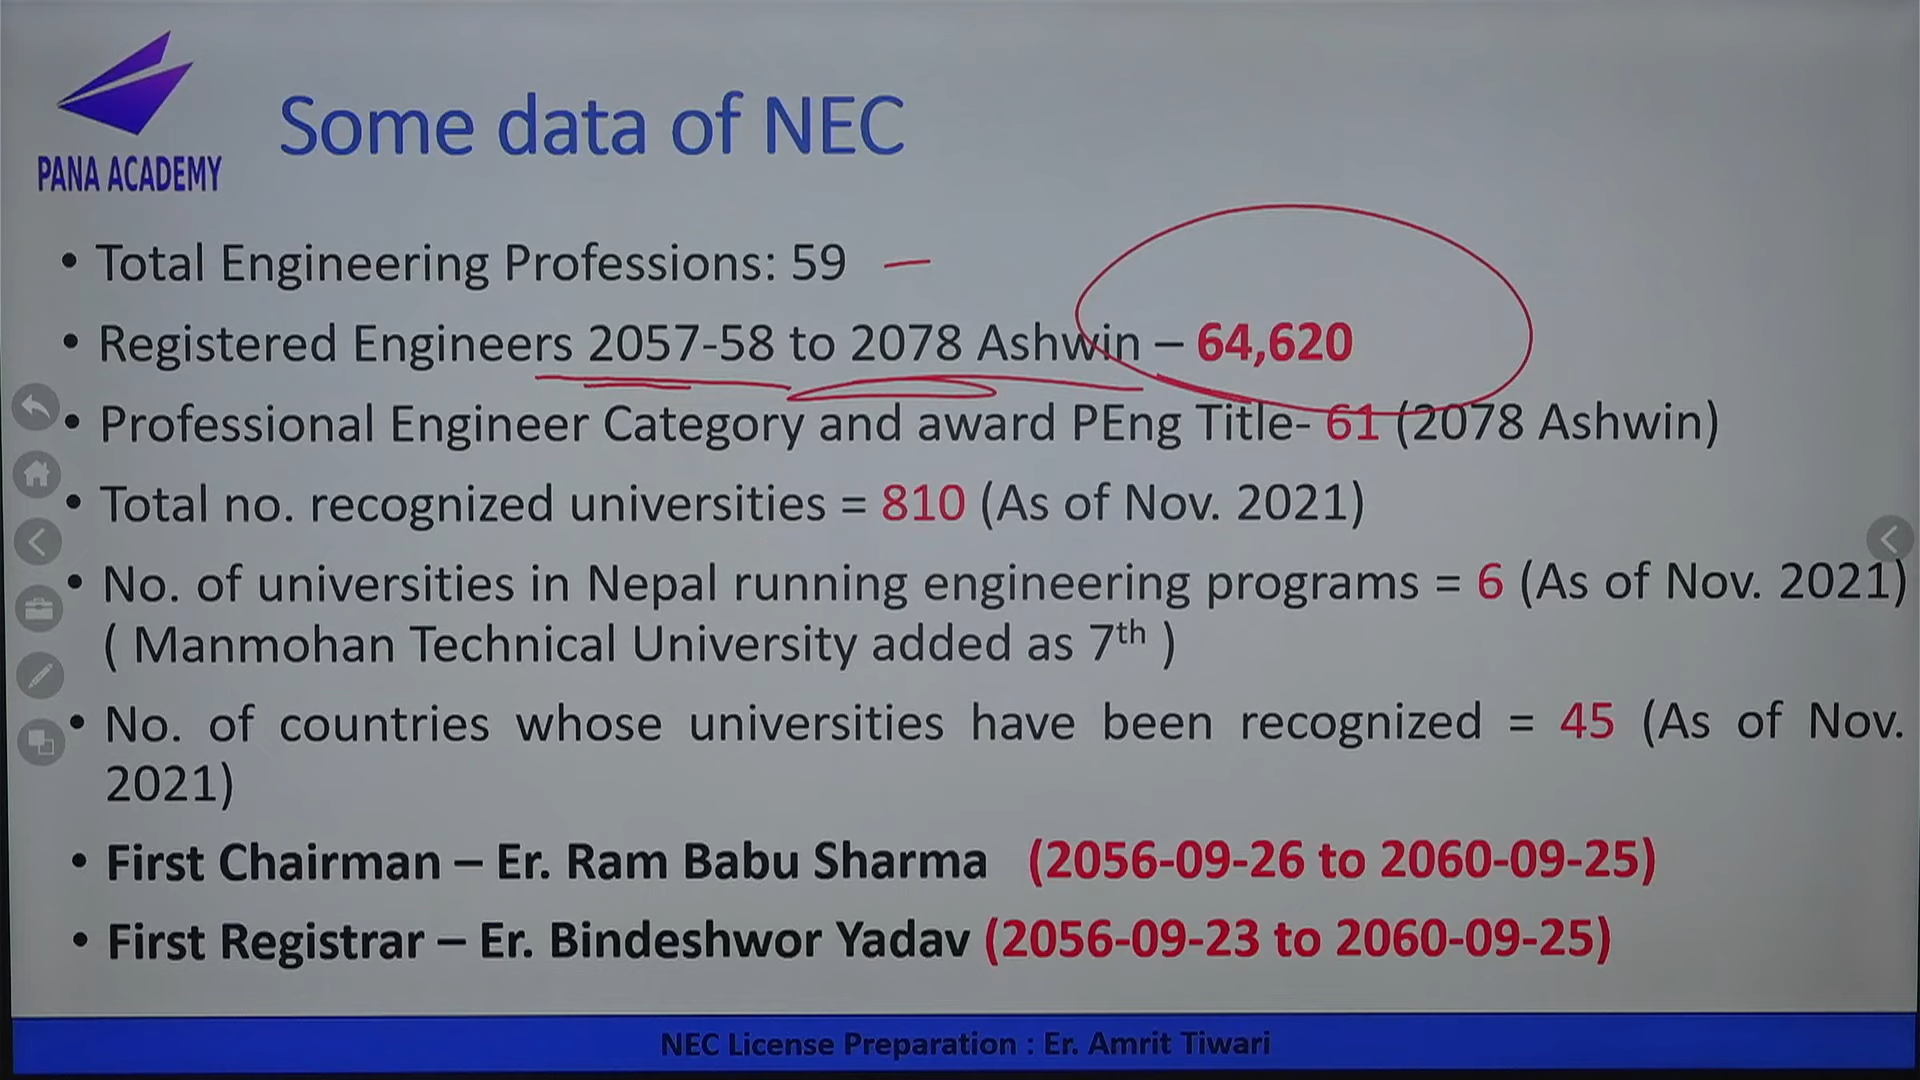 PANA ACADEMY
Some data of NEC
• Total Engineering Professions: 59
• Registered Engineers 2057-58 to 2078 Ashwin – 64,620
• Professional Engineer Category and award PEng Title- 61 (2078 Ashwin)
• Total no. recognized universities = 810 (As of Nov. 2021)
• No. of universities in Nepal running engineering programs = 6 (As of Nov. 2021)
( Manmohan Technical University added as 7th )
• No. of countries whose universities have been recognized = 45 (As of Nov.
2021)
• First Chairman – Er. Ram Babu Sharma (2056-09-26 to 2060-09-25)
• First Registrar – Er. Bindeshwor Yadav (2056-09-23 to 2060-09-25)
NEC License Preparation : Er. Amrit Tiwari